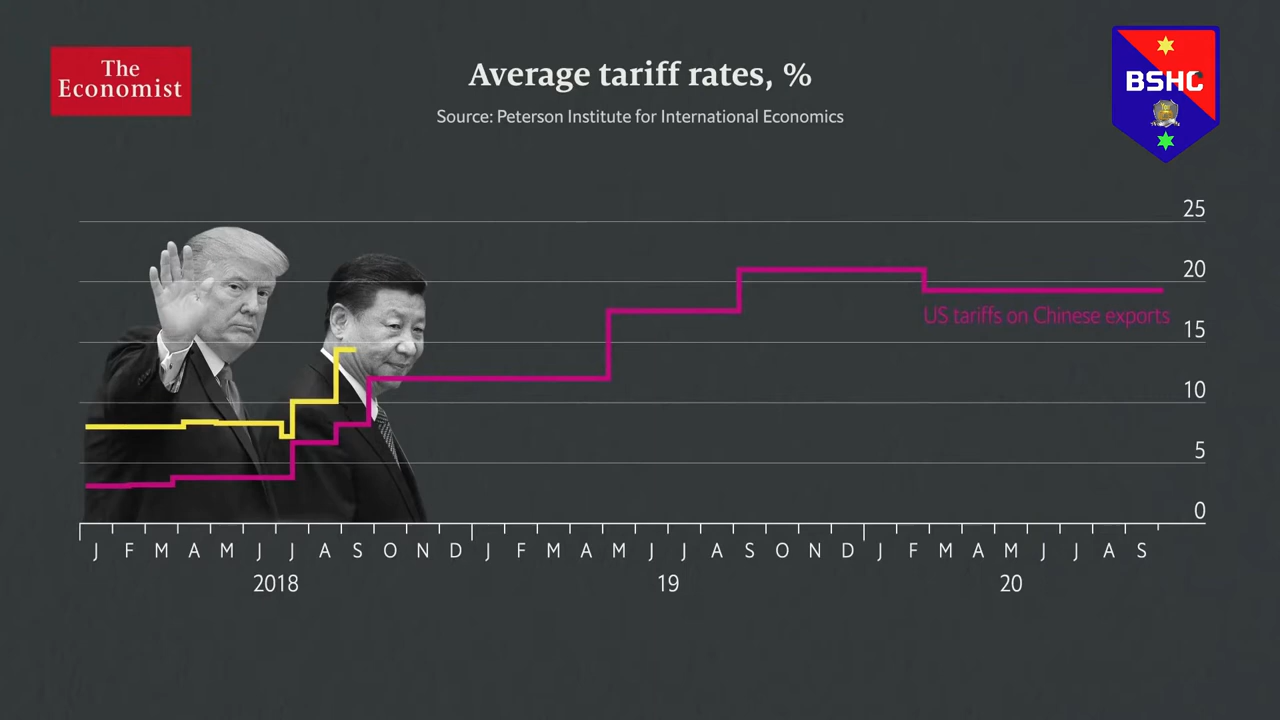 The
Economist
Average tariff rates, %
Source: Peterson Institute for International Economics
BSHC
25
20
US tariffs on Chinese exports
15
10
5
0
J F M A M J J A S O N D J F M A M J J A S O N D J F M A M J J A S
2018 19 20